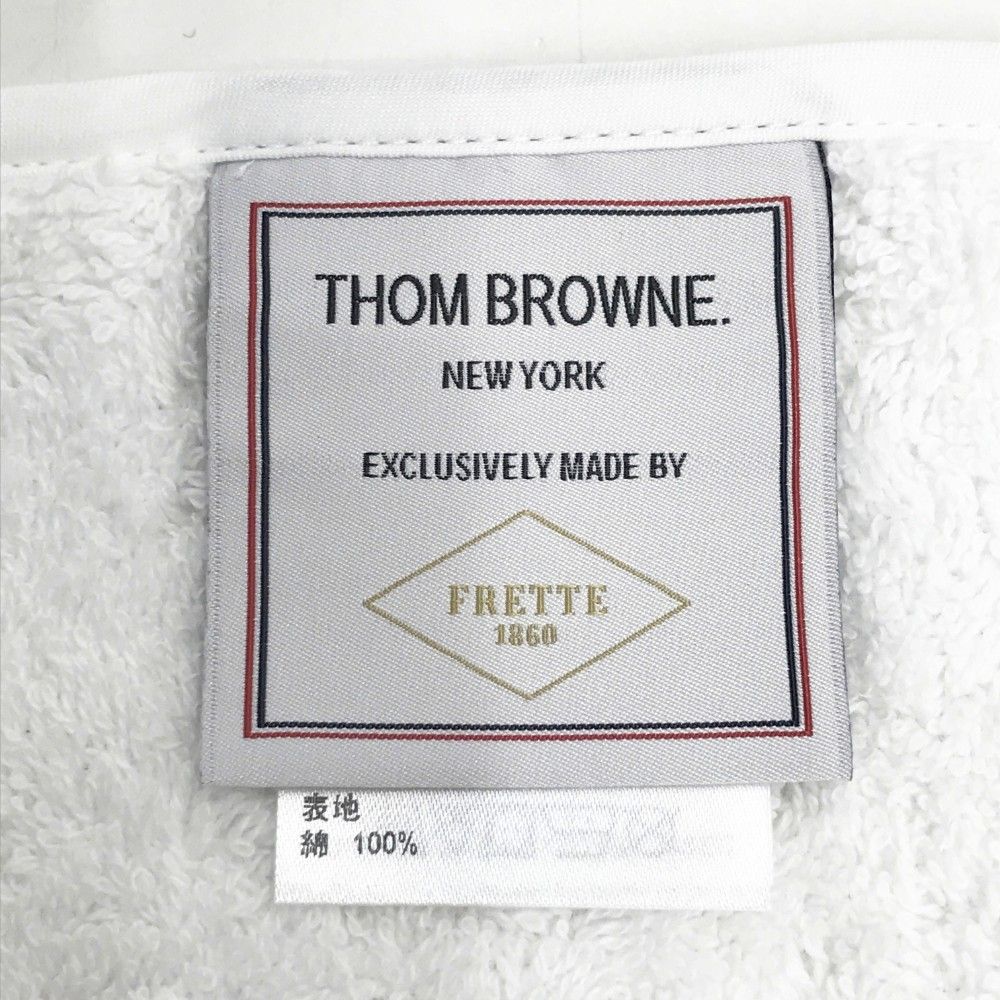 THOM BROWNE.
NEW YORK
EXCLUSIVELY MADE BY
FRETTE
1860
表地
綿 100%